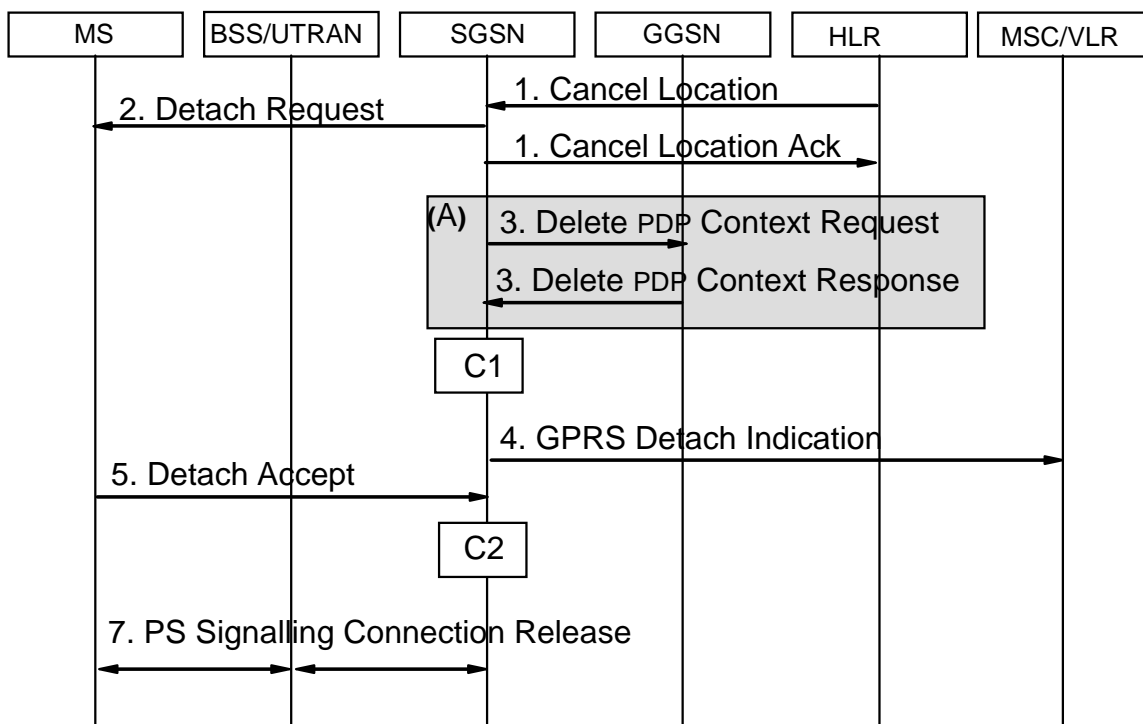 MS
BSS/UTRAN
SGSN
GGSN
HLR
MSC/VLR
1. Cancel Location
2. Detach Request
1. Cancel Location Ack
(A)
3. Delete PDP Context Request
3. Delete PDP Context Response
C1
4. GPRS Detach Indication
5. Detach Accept
C2
7. PS Signalling Connection Release